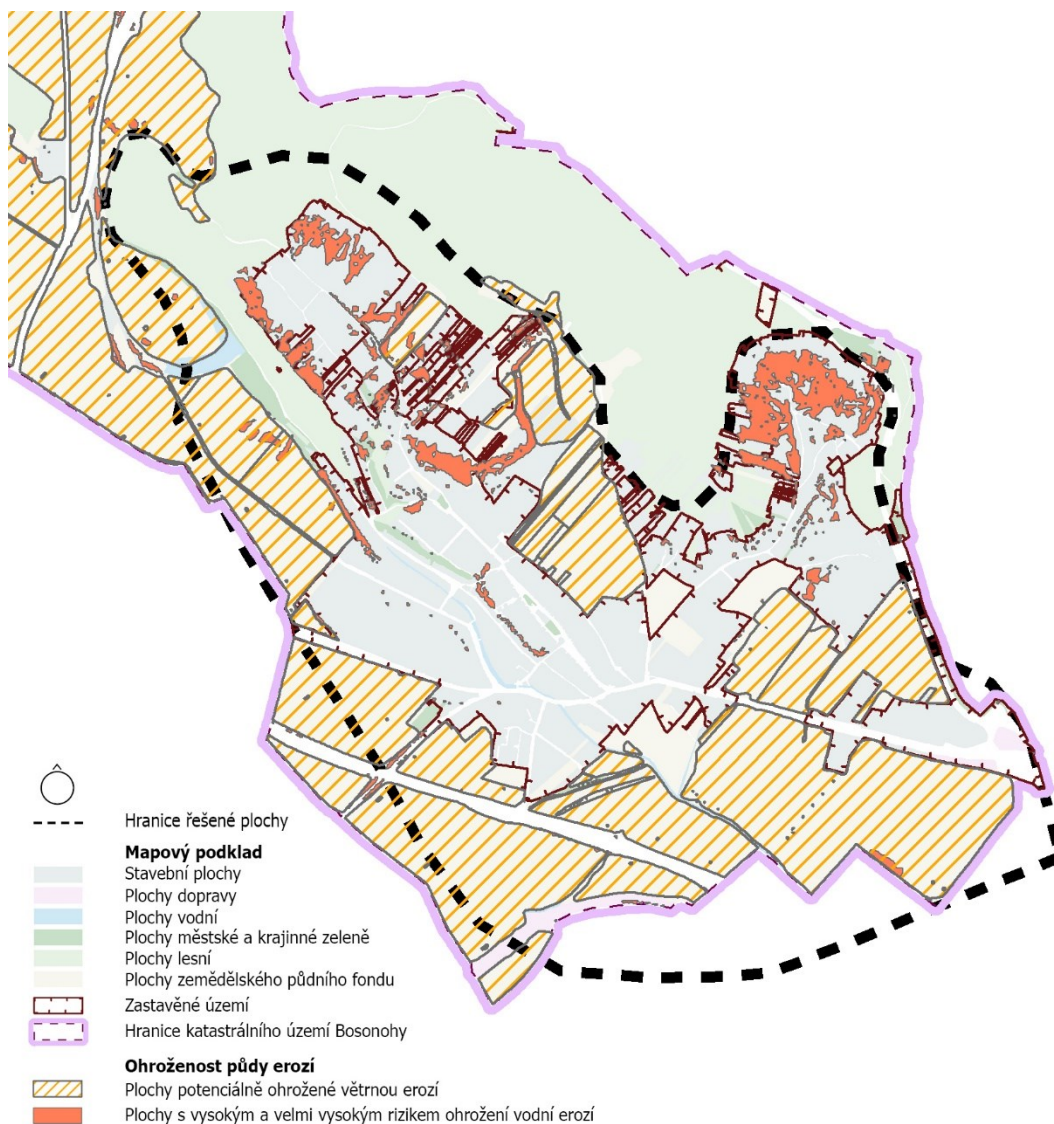 Hranice řešené plochy
Mapový podklad
Stavební plochy
Plochy dopravy
Plochy vodní
Plochy městské a krajinné zeleně
Plochy lesní
Plochy zemědělského půdního fondu
Zastavěné území
Hranice katastrálního území Bosonohy
Ohroženost půdy erozí
Plochy potenciálně ohrožené větrnou erozí
Plochy s vysokým a velmi vysokým rizikem ohrožení vodní erozí